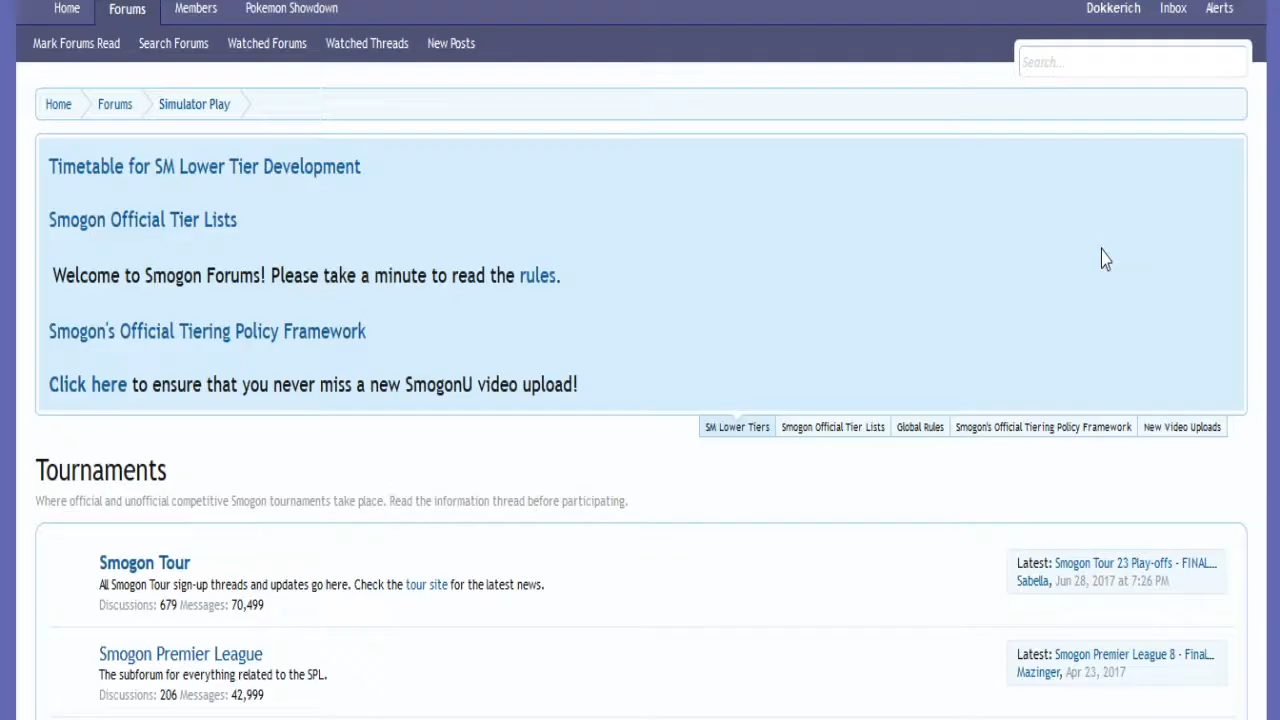 Home Forums Members Pokemon Showdown Dokkerich Inbox Alerts
Mark Forums Read Search Forums Watched Forums Watched Threads New Posts
Search...
Home Forums Simulator Play
Timetable for SM Lower Tier Development
Smogon Official Tier Lists
Welcome to Smogon Forums! Please take a minute to read the rules.
Smogon's Official Tiering Policy Framework
Click here to ensure that you never miss a new SmogonU video upload!
SM Lower Tiers Smogon Official Tier Lists Global Rules Smogon's Official Tiering Policy Framework New Video Uploads
Tournaments
Where official and unofficial competitive Smogon tournaments take place. Read the information thread before participating.
Smogon Tour
All Smogon Tour sign-up threads and updates go here. Check the tour site for the latest news.
Discussions: 679 Messages: 70,499
Latest: Smogon Tour 23 Play-offs - FINAL...
Sabella, Jun 28, 2017 at 7:26 PM
Smogon Premier League
The subforum for everything related to the SPL.
Discussions: 206 Messages: 42,999
Latest: Smogon Premier League 8 - Final...
Mazinger, Apr 23, 2017